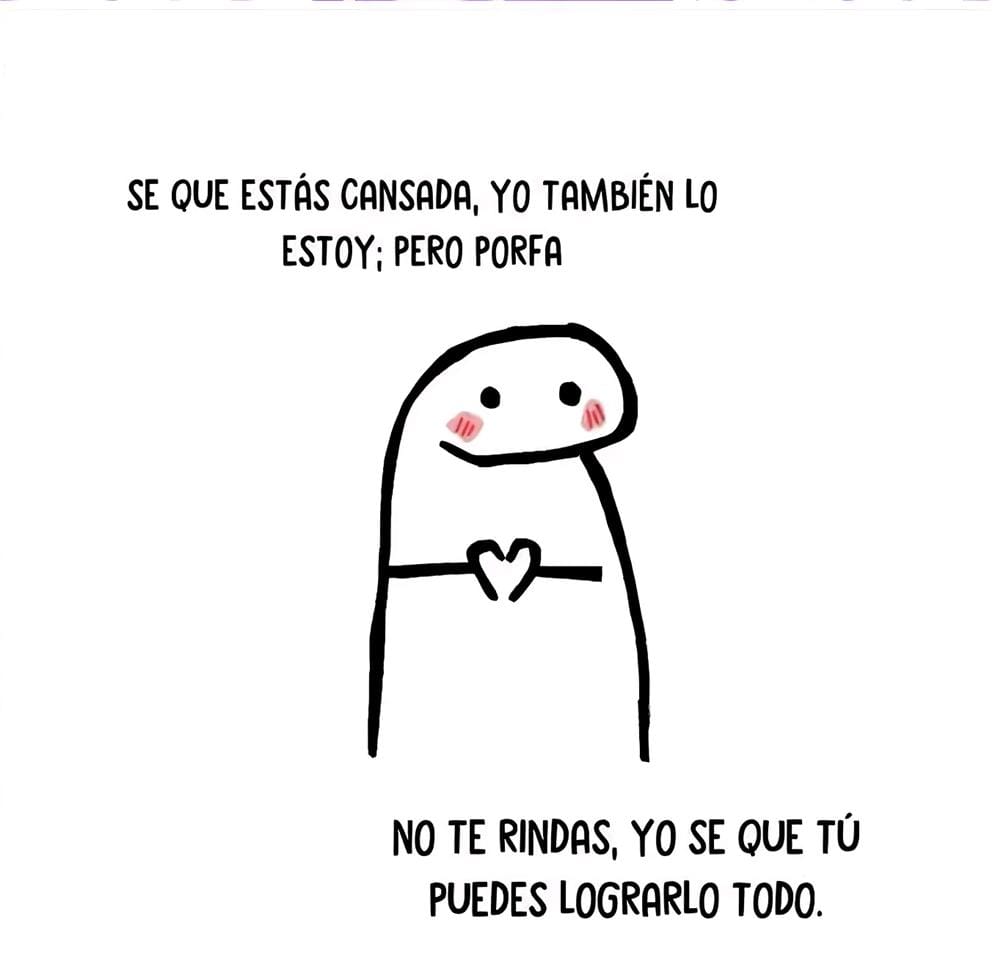 SE QUE ESTÁS CANSADA, YO TAMBIÉN LO
ESTOY; PERO PORFA
NO TE RINDAS, YO SE QUE TÚ
PUEDES LOGRARLO TODO.